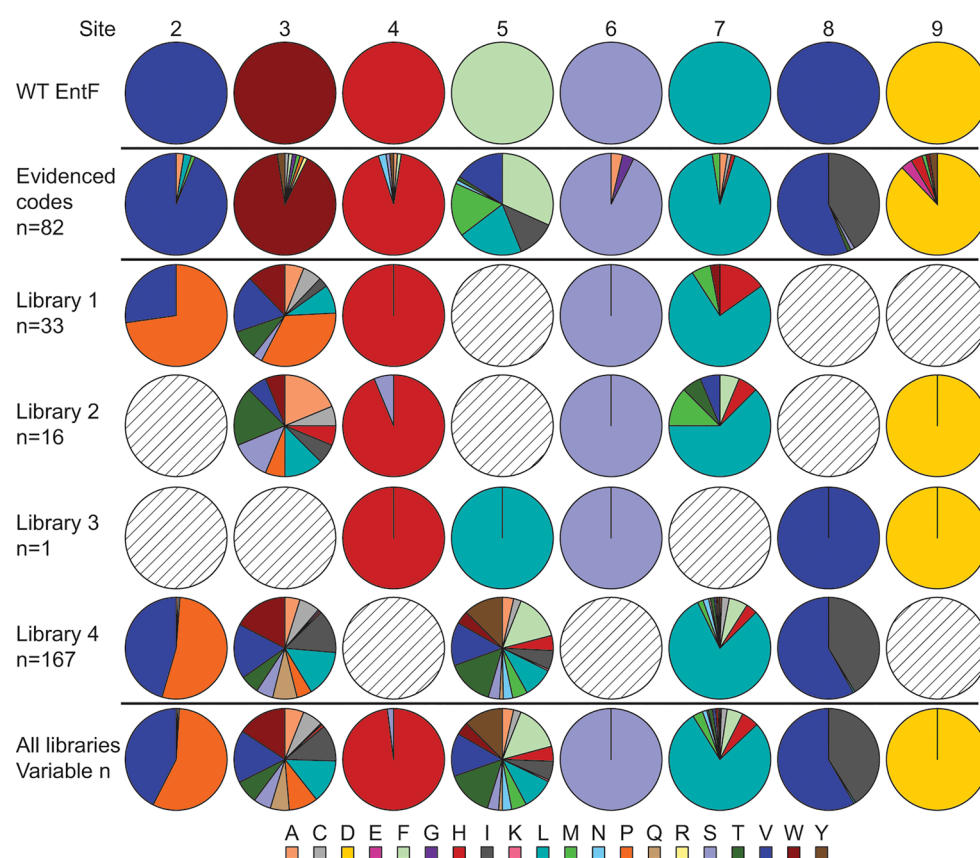 Site 2 3 4 5 6 7 8 9
WT EntF
Evidenced
codes
n=82
Library 1
n=33
Library 2
n=16
Library 3
n=1
Library 4
n=167
All libraries
Variable n
A C D E F G H I K L M N P Q R S T V W Y